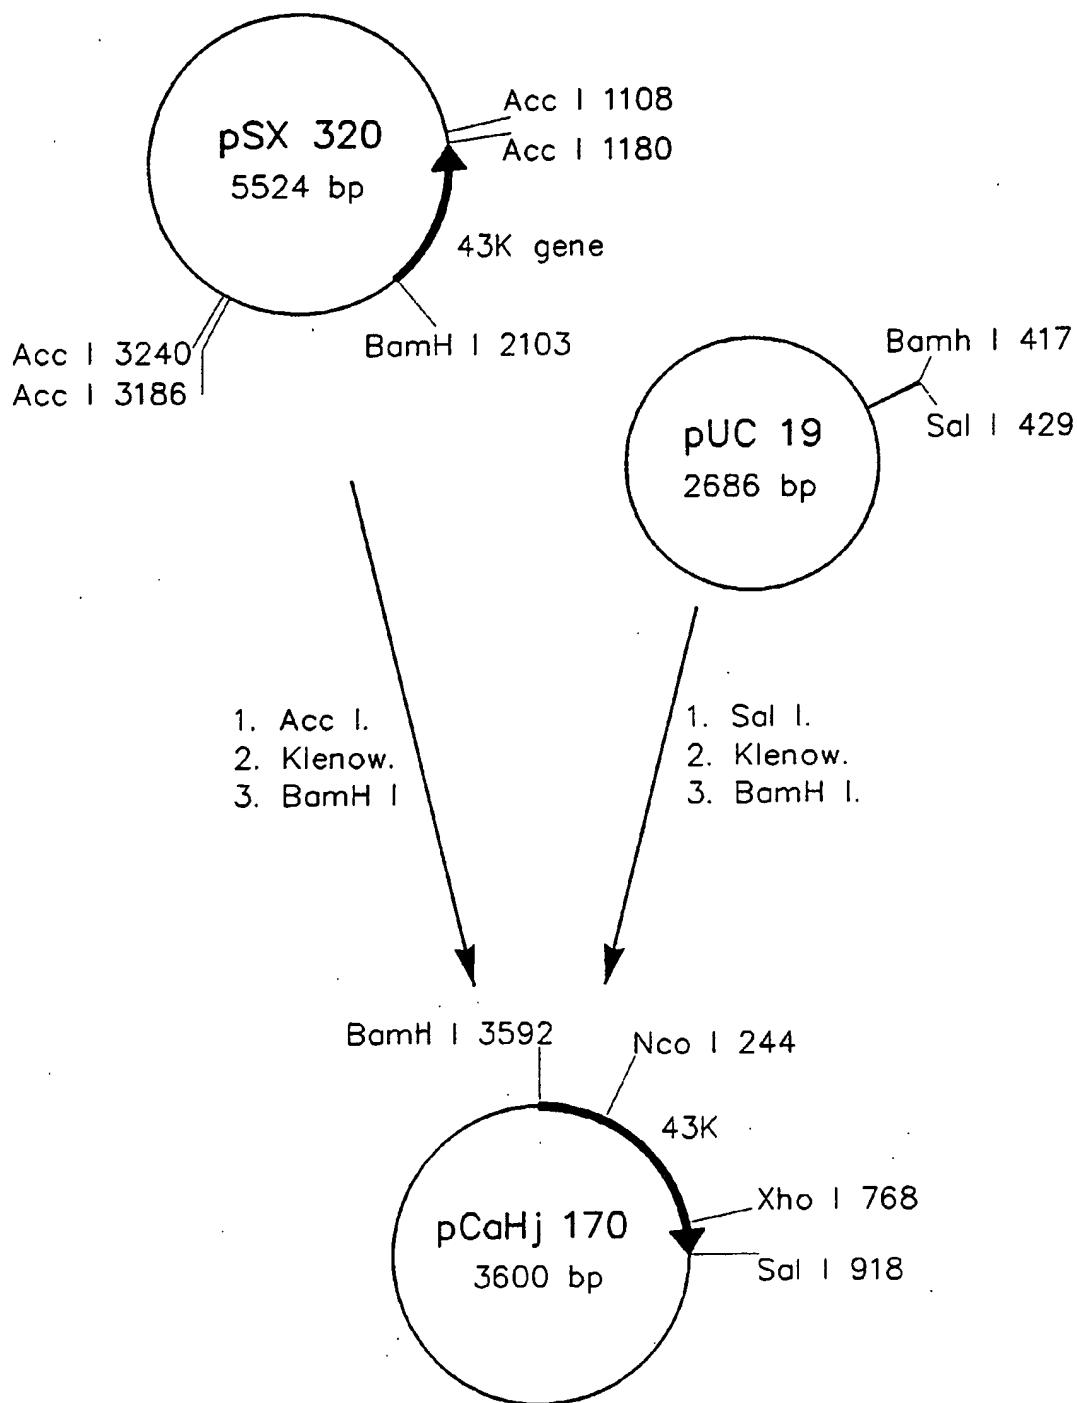 pSX 320
5524 bp
Acc I 1108
Acc I 1180
43K gene
BamH I 2103
Acc I 3240
Acc I 3186
Bamh I 417
Sal I 429
pUC 19
2686 bp
1. Acc I.
2. Klenow.
3. BamH I
1. Sal I.
2. Klenow.
3. BamH I.
BamH I 3592
Nco I 244
43K
Xho I 768
Sal I 918
pCaHj 170
3600 bp